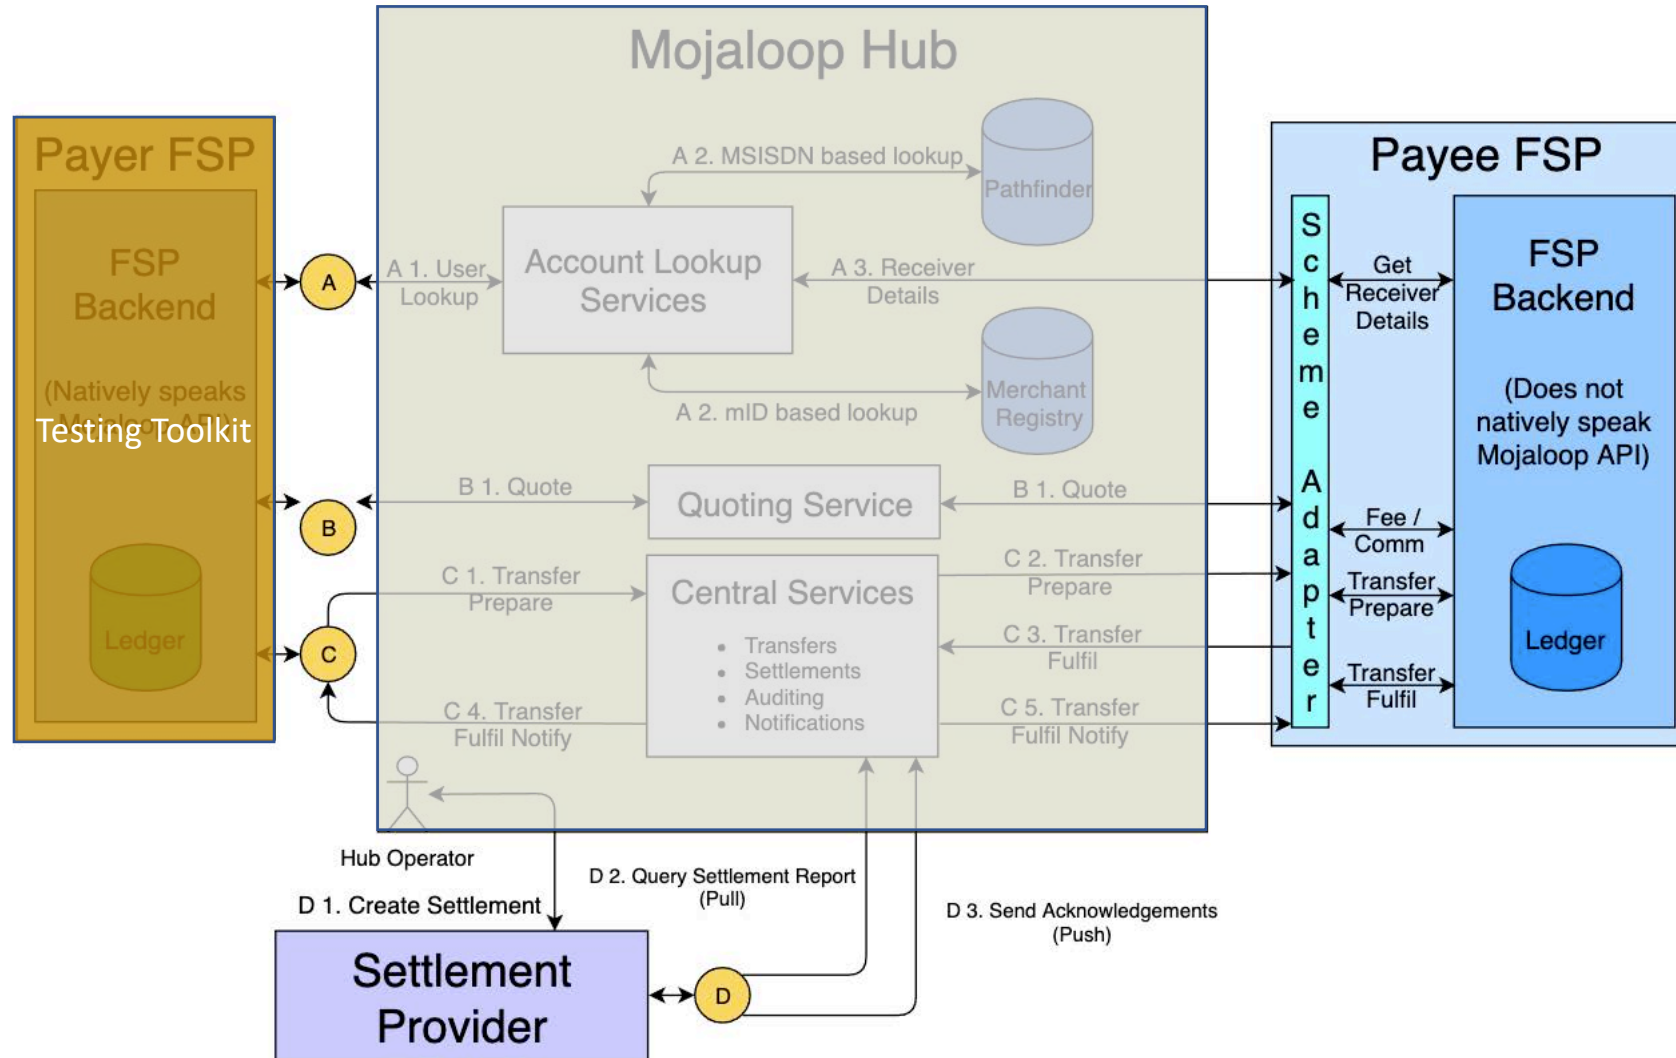 Mojaloop Hub
Payer FSP
FSP
Backend
(Natively speaks
Mojaloop API)
Testing Toolkit
Ledger
A
B
C
A 1. User
Lookup
A 2. MSISDN based lookup
Pathfinder
Account Lookup
Services
A 3. Receiver
Details
A 2. mID based lookup
Merchant
Registry
B 1. Quote
Quoting Service
B 1. Quote
C 1. Transfer
Prepare
Central Services
• Transfers
• Settlements
• Auditing
• Notifications
C 2. Transfer
Prepare
C 3. Transfer
Fulfil
C 4. Transfer
Fulfil Notify
C 5. Transfer
Fulfil Notify
Payee FSP
Scheme Adapter
Get
Receiver
Details
Fee /
Comm
Transfer
Prepare
Transfer
Fulfil
FSP
Backend
(Does not
natively speak
Mojaloop API)
Ledger
Hub Operator
D 1. Create Settlement
D 2. Query Settlement Report
(Pull)
D 3. Send Acknowledgements
(Push)
Settlement
Provider
D